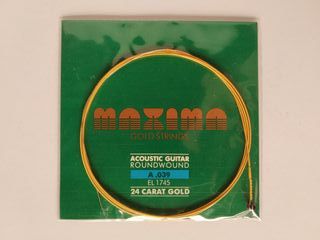 MAXIMA
GOLD STRINGS
ACOUSTIC GUITAR
ROUNDWOUND
A .039
EL 1745
24 CARAT GOLD